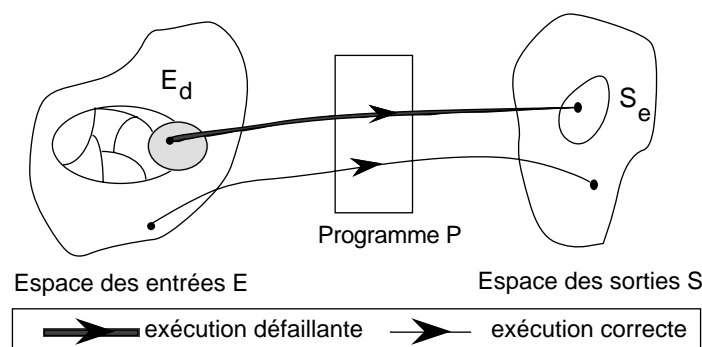 E_d
S_e
Programme P
Espace des entrées E
Espace des sorties S
exécution défaillante
exécution correcte